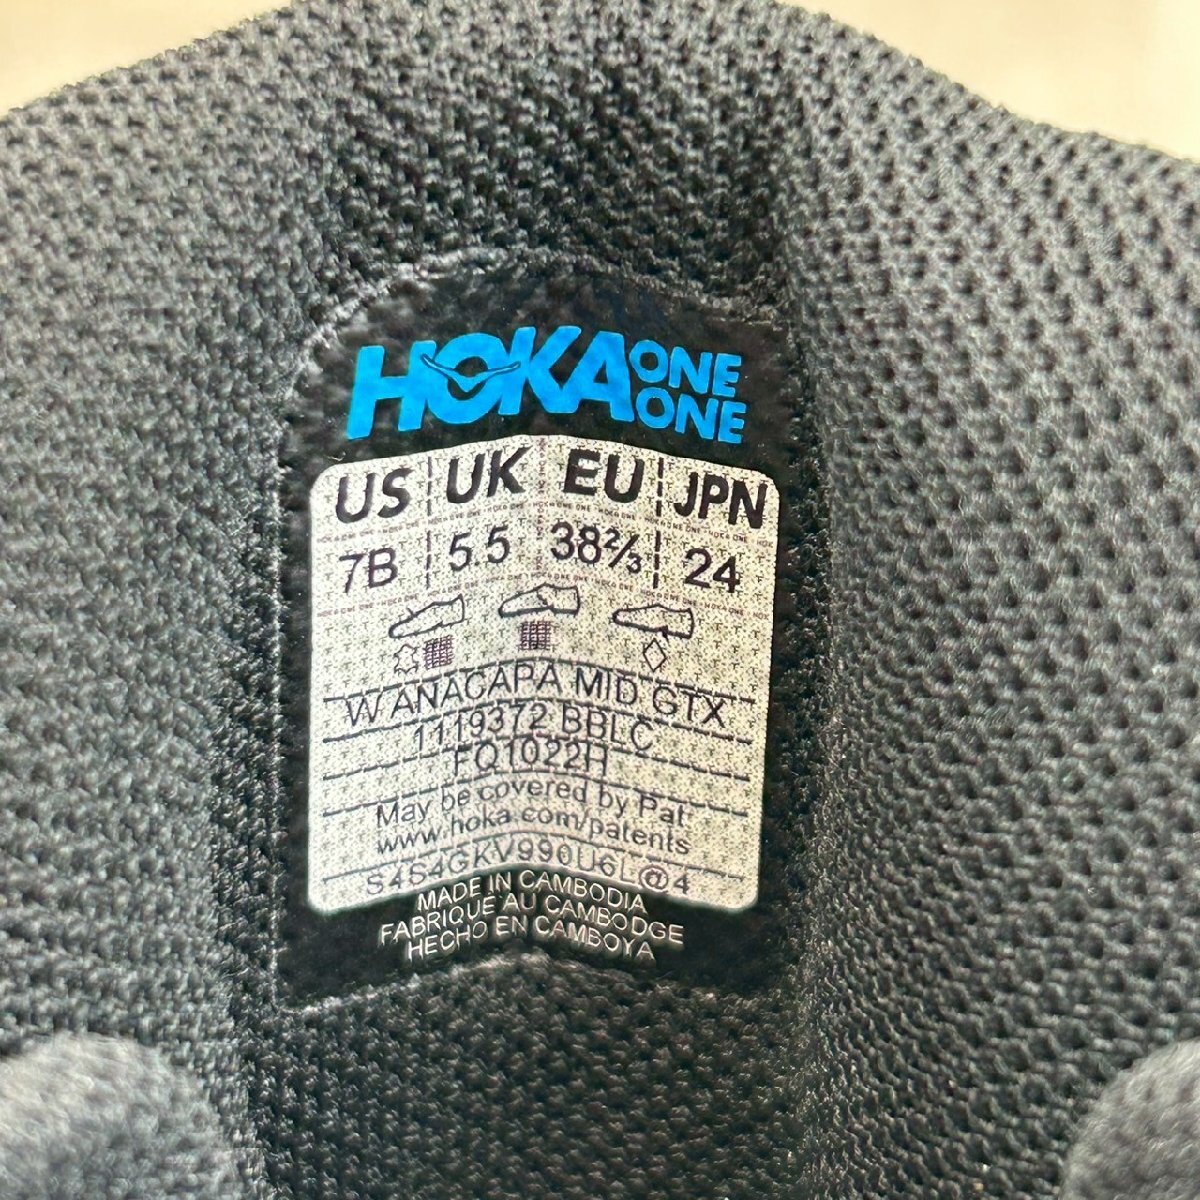 HOKA ONE ONE
US UK EU JPN
7B 5.5 38⅔ 24
W ANACAPA MID GTX
1119372 BBLC
FQ1022H
May be covered by Pat.
www.hoka.com/patents
S4S4GKV990U6L@4
MADE IN CAMBODIA
FABRIQUÉ AU CAMBODGE
HECHO EN CAMBOYA